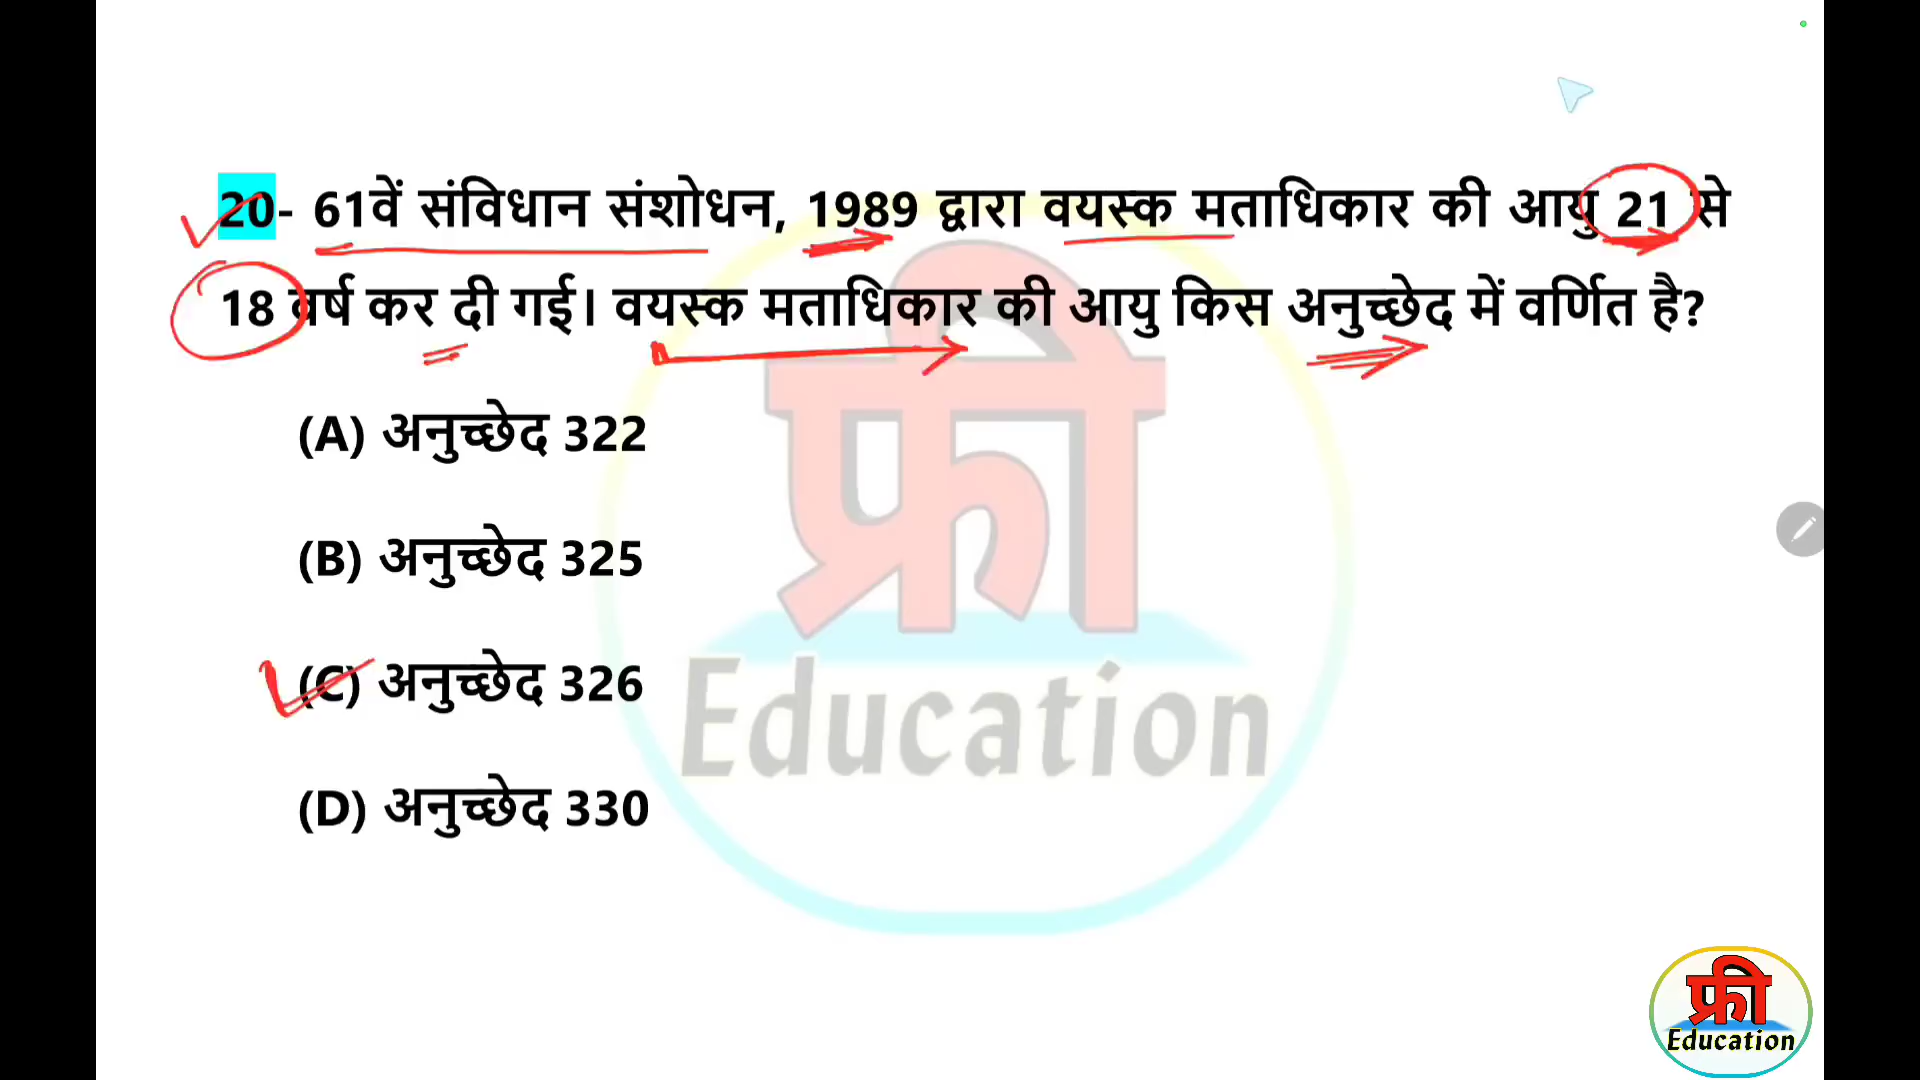 20- 61वें संविधान संशोधन, 1989 द्वारा वयस्क मताधिकार की आयु 21 से
18 वर्ष कर दी गई। वयस्क मताधिकार की आयु किस अनुच्छेद में वर्णित है?
(A) अनुच्छेद 322
(B) अनुच्छेद 325
(C) अनुच्छेद 326
(D) अनुच्छेद 330
फ्री
Education
फ्री
Education